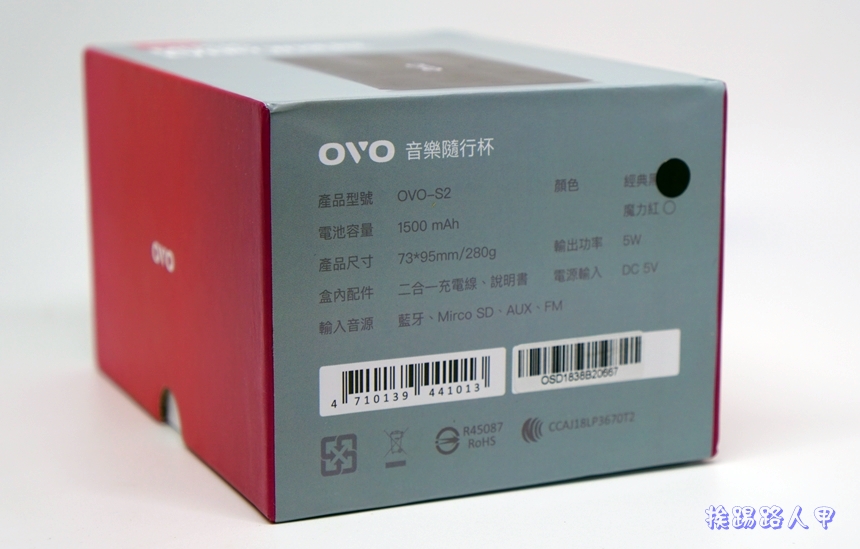 OVO 音樂隨行杯
產品型號 OVO-S2 顏色 經典黑
電池容量 1500 mAh 魔力紅
產品尺寸 73*95mm/280g 輸出功率 5W
盒內配件 二合一充電線、說明書 電源輸入 DC 5V
輸入音源 藍牙、Mirco SD、AUX、FM
4 710139 441013
OSD1838B20667
R45087
RoHS
CCAJ18LP3670T2
OVO
挨踢路人甲